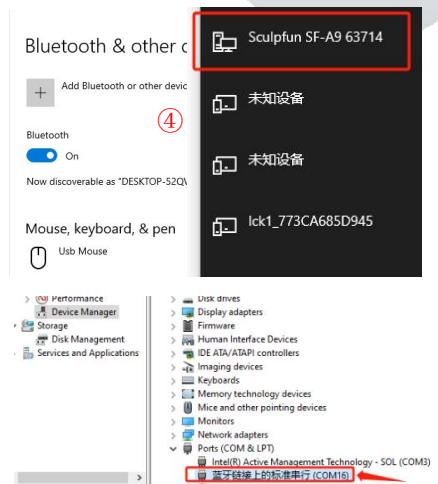 Bluetooth & other d
Add Bluetooth or other devic
④
Bluetooth
On
Now discoverable as "DESKTOP-52QV
Mouse, keyboard, & pen
Usb Mouse
Sculpfun SF-A9 63714
未知设备
未知设备
lck1_773CA685D945
Performance
Device Manager
Storage
Disk Management
Services and Applications
Disk drives
Display adapters
Firmware
Human Interface Devices
IDE ATA/ATAPI controllers
Imaging devices
Keyboards
Memory technology devices
Mice and other pointing devices
Monitors
Network adapters
Ports (COM & LPT)
Intel(R) Active Management Technology - SOL (COM3)
蓝牙链接上的标准串行 (COM16)